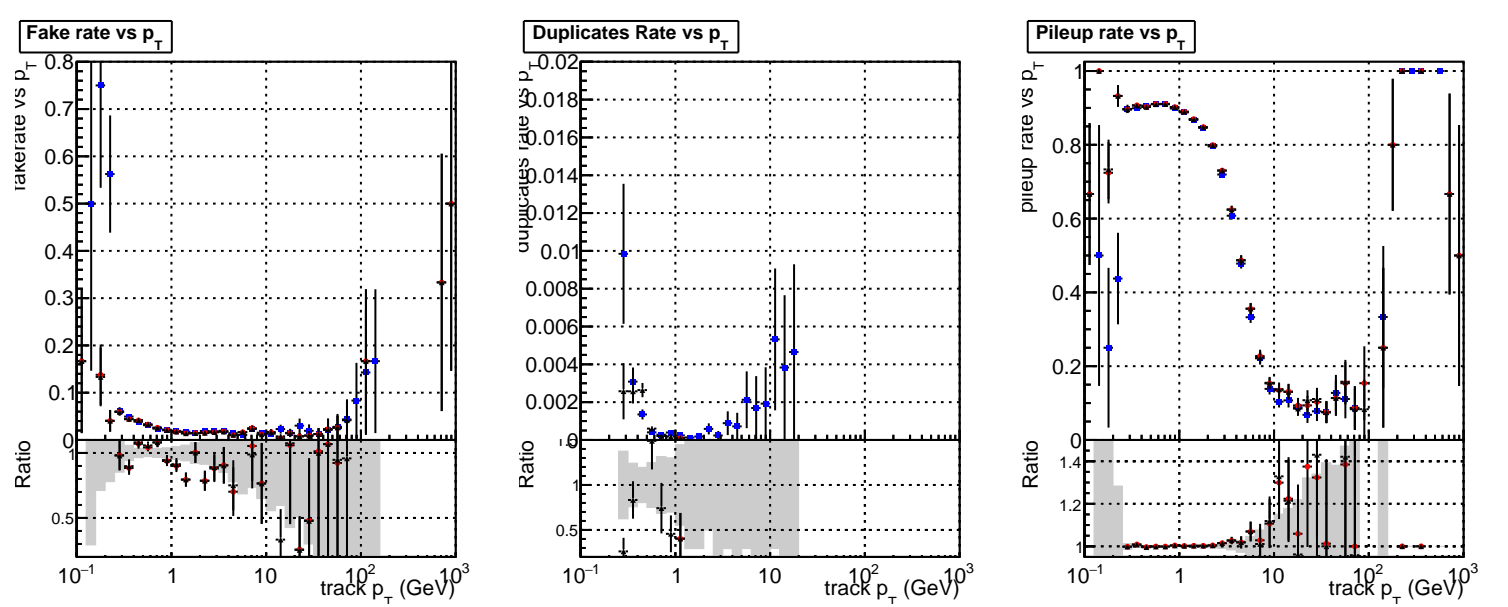 Fake rate vs p_T
Duplicates Rate vs p_T
Pileup rate vs p_T
fakerate vs p_T
0.8
0.7
0.6
0.5
0.4
0.3
0.2
0.1
0
Ratio
1
0.5
10^−1 1 10 10^2 10^3
track p_T (GeV)
duplicates rate vs p_T
0.02
0.018
0.016
0.014
0.012
0.01
0.008
0.006
0.004
0.002
0
Ratio
1
0.5
10^−1 1 10 10^2 10^3
track p_T (GeV)
pileup rate vs p_T
1
0.8
0.6
0.4
0.2
0
Ratio
1.4
1.2
1
10^−1 1 10 10^2 10^3
track p_T (GeV)